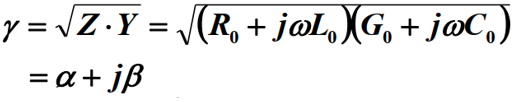 γ = √Z · Y = √(R₀ + jωL₀)(G₀ + jωC₀)
= α + jβ